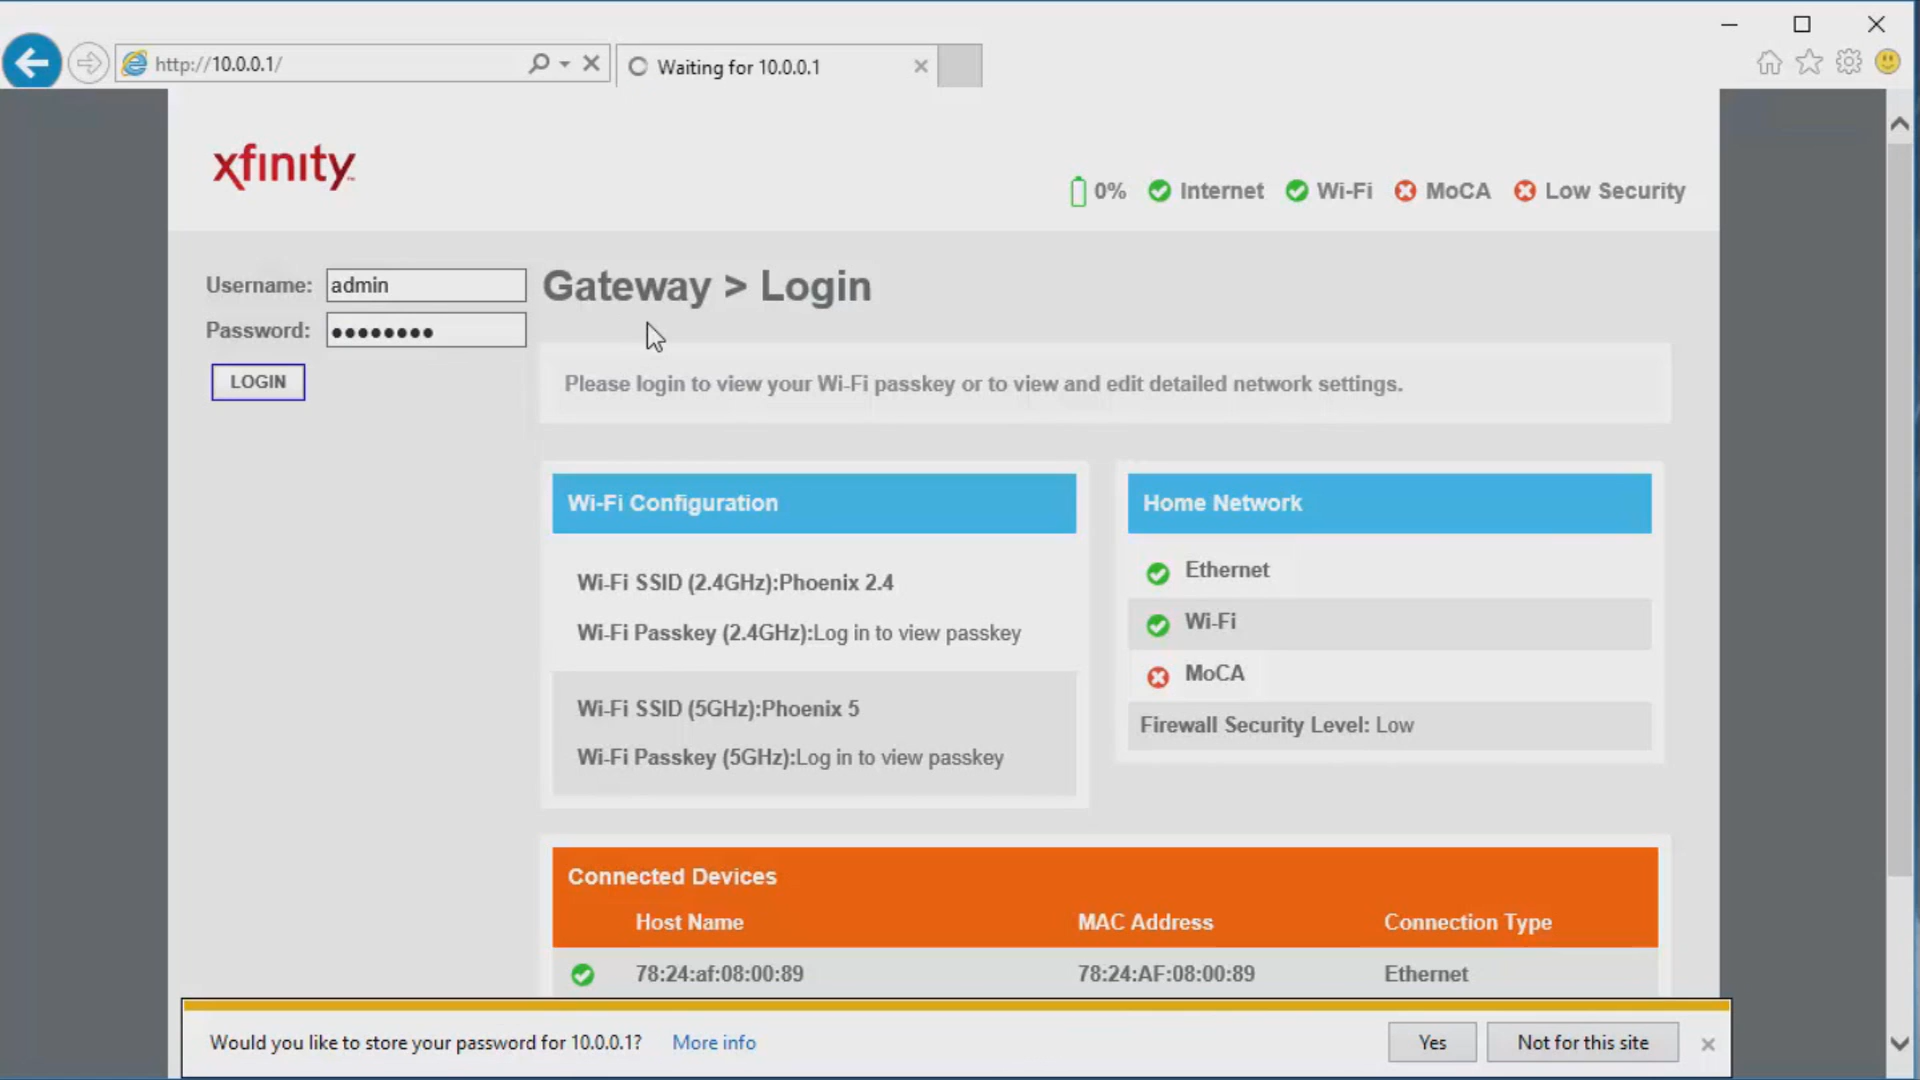 http://10.0.0.1/
Waiting for 10.0.0.1
xfinity
0% Internet Wi-Fi MoCA Low Security
Username: admin
Password: ••••••••
LOGIN
Gateway > Login
Please login to view your Wi-Fi passkey or to view and edit detailed network settings.
Wi-Fi Configuration
Wi-Fi SSID (2.4GHz):Phoenix 2.4
Wi-Fi Passkey (2.4GHz):Log in to view passkey
Wi-Fi SSID (5GHz):Phoenix 5
Wi-Fi Passkey (5GHz):Log in to view passkey
Home Network
Ethernet
Wi-Fi
MoCA
Firewall Security Level: Low
Connected Devices
Host Name MAC Address Connection Type
78:24:af:08:00:89 78:24:AF:08:00:89 Ethernet
Would you like to store your password for 10.0.0.1? More info Yes Not for this site